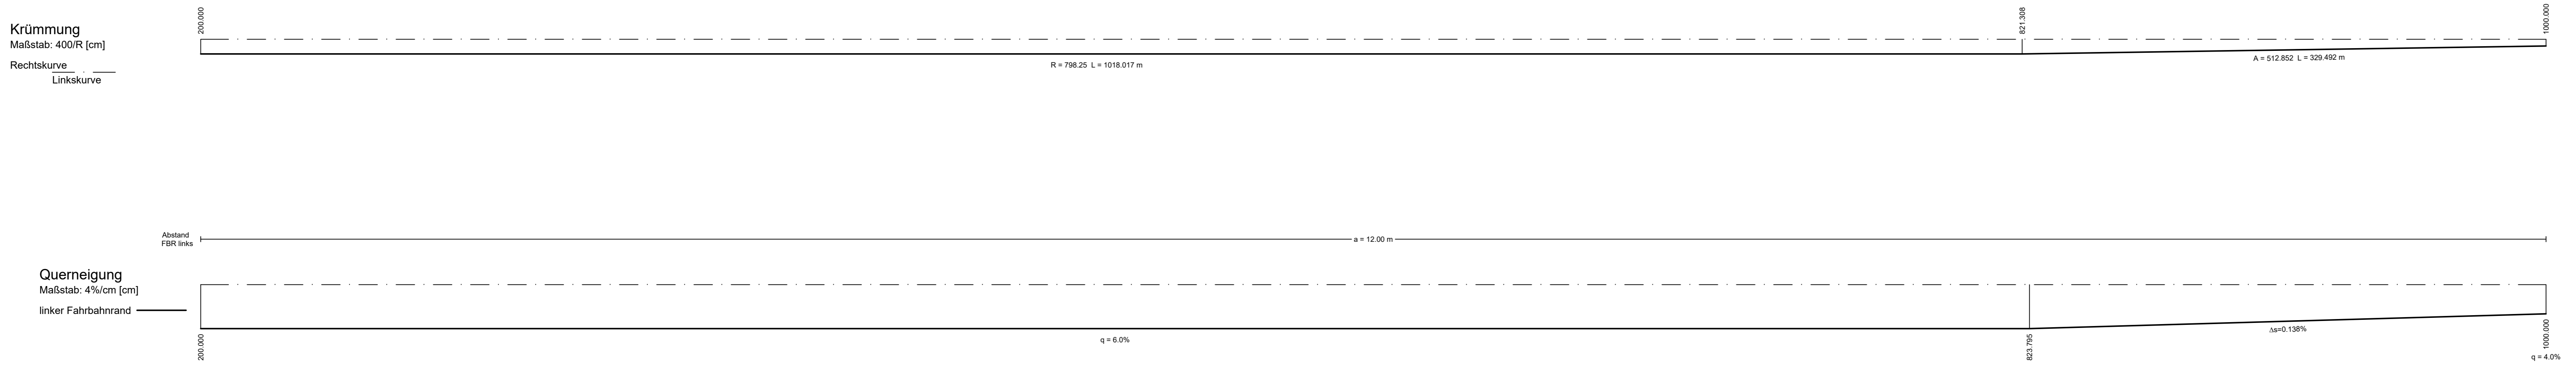 200.000
821.308
1000.000
Krümmung
Maßstab: 400/R [cm]
Rechtskurve
Linkskurve
R = 798.25 L = 1018.017 m
A = 512.852 L = 329.492 m
Abstand
FBR links
a = 12.00 m
Querneigung
Maßstab: 4%/cm [cm]
linker Fahrbahnrand
Δs=0.138%
q = 6.0%
200.000
823.795
1000.000
q = 4.0%